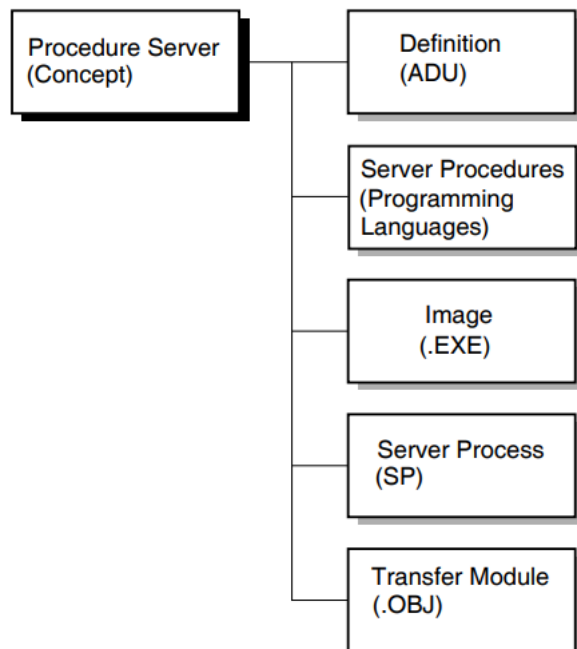 Procedure Server
(Concept)
Definition
(ADU)
Server Procedures
(Programming
Languages)
Image
(.EXE)
Server Process
(SP)
Transfer Module
(.OBJ)